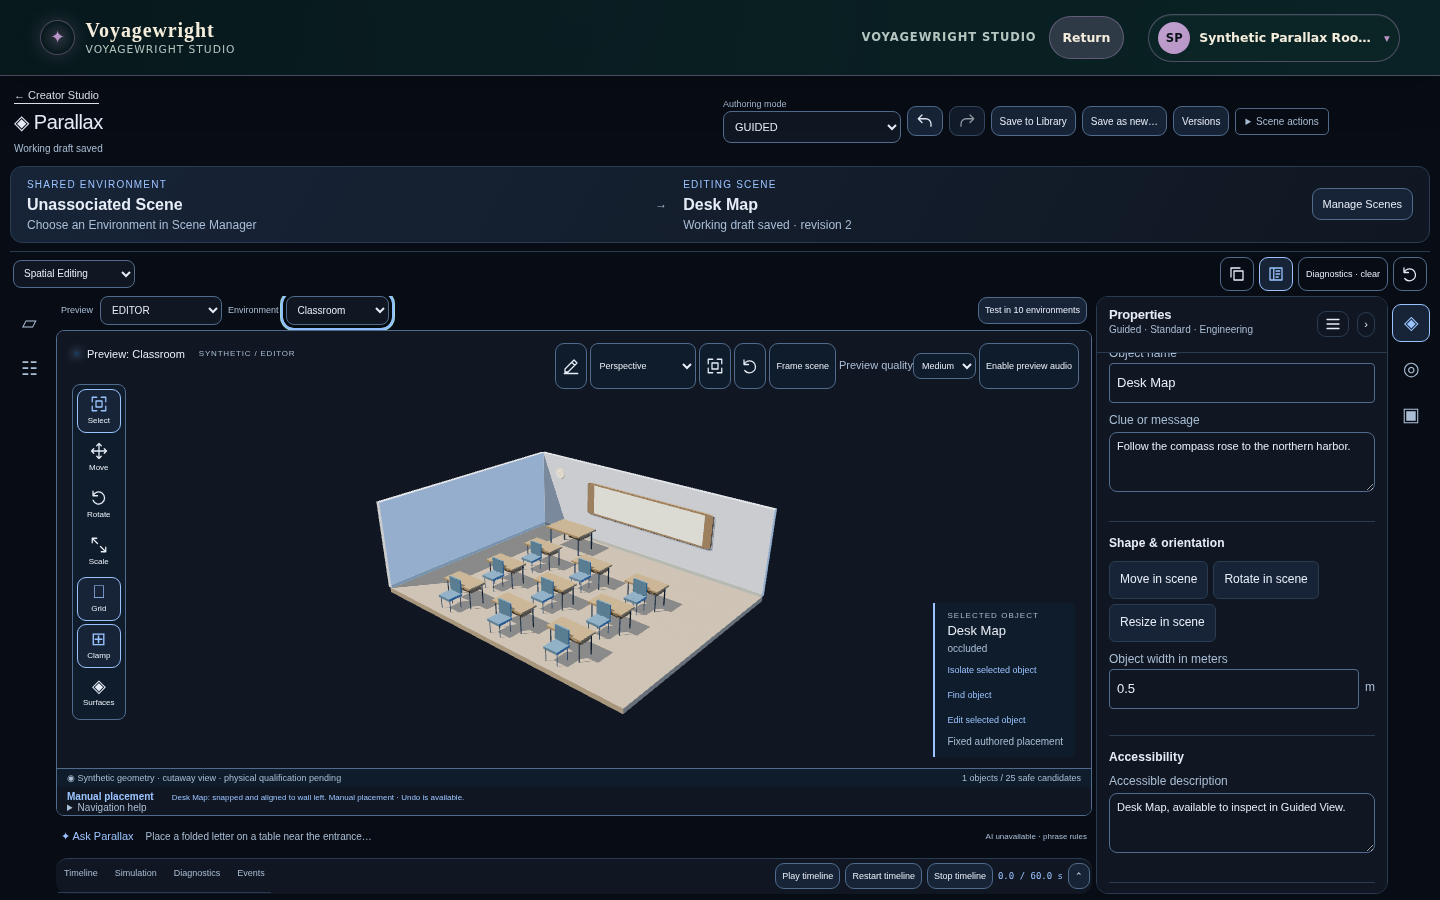 Voyagewright
VOYAGEWRIGHT STUDIO
VOYAGEWRIGHT STUDIO
Return
SP
Synthetic Parallax Roo…
← Creator Studio
◈ Parallax
Working draft saved
Authoring mode
GUIDED
Save to Library
Save as new…
Versions
Scene actions
SHARED ENVIRONMENT
Unassociated Scene
Choose an Environment in Scene Manager
→
EDITING SCENE
Desk Map
Working draft saved · revision 2
Manage Scenes
Spatial Editing
Diagnostics · clear
Preview
EDITOR
Environment
Classroom
Test in 10 environments
Preview: Classroom
SYNTHETIC / EDITOR
Perspective
Frame scene
Preview quality
Medium
Enable preview audio
Select
Move
Rotate
Scale
Grid
Clamp
Surfaces
SELECTED OBJECT
Desk Map
occluded
Isolate selected object
Find object
Edit selected object
Fixed authored placement
Synthetic geometry · cutaway view · physical qualification pending
1 objects / 25 safe candidates
Manual placement
Desk Map: snapped and aligned to wall left. Manual placement · Undo is available.
Navigation help
✦ Ask Parallax
Place a folded letter on a table near the entrance…
AI unavailable · phrase rules
Timeline
Simulation
Diagnostics
Events
Play timeline
Restart timeline
Stop timeline
0.0 / 60.0 s
Properties
Guided · Standard · Engineering
Object name
Desk Map
Clue or message
Follow the compass rose to the northern harbor.
Shape & orientation
Move in scene
Rotate in scene
Resize in scene
Object width in meters
0.5
m
Accessibility
Accessible description
Desk Map, available to inspect in Guided View.